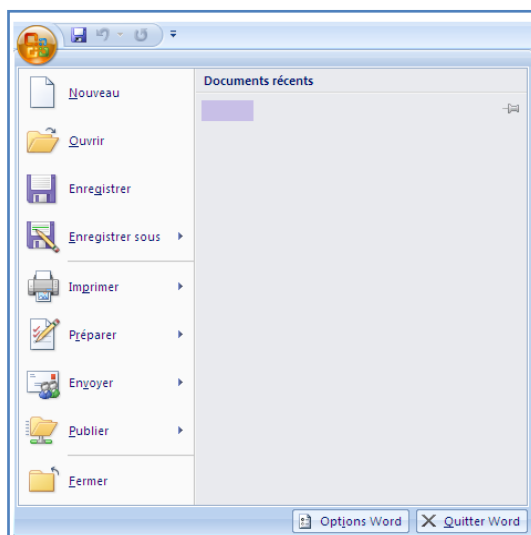 Documents récents
Nouveau
Ouvrir
Enregistrer
Enregistrer sous
Imprimer
Préparer
Envoyer
Publier
Fermer
Options Word
Quitter Word